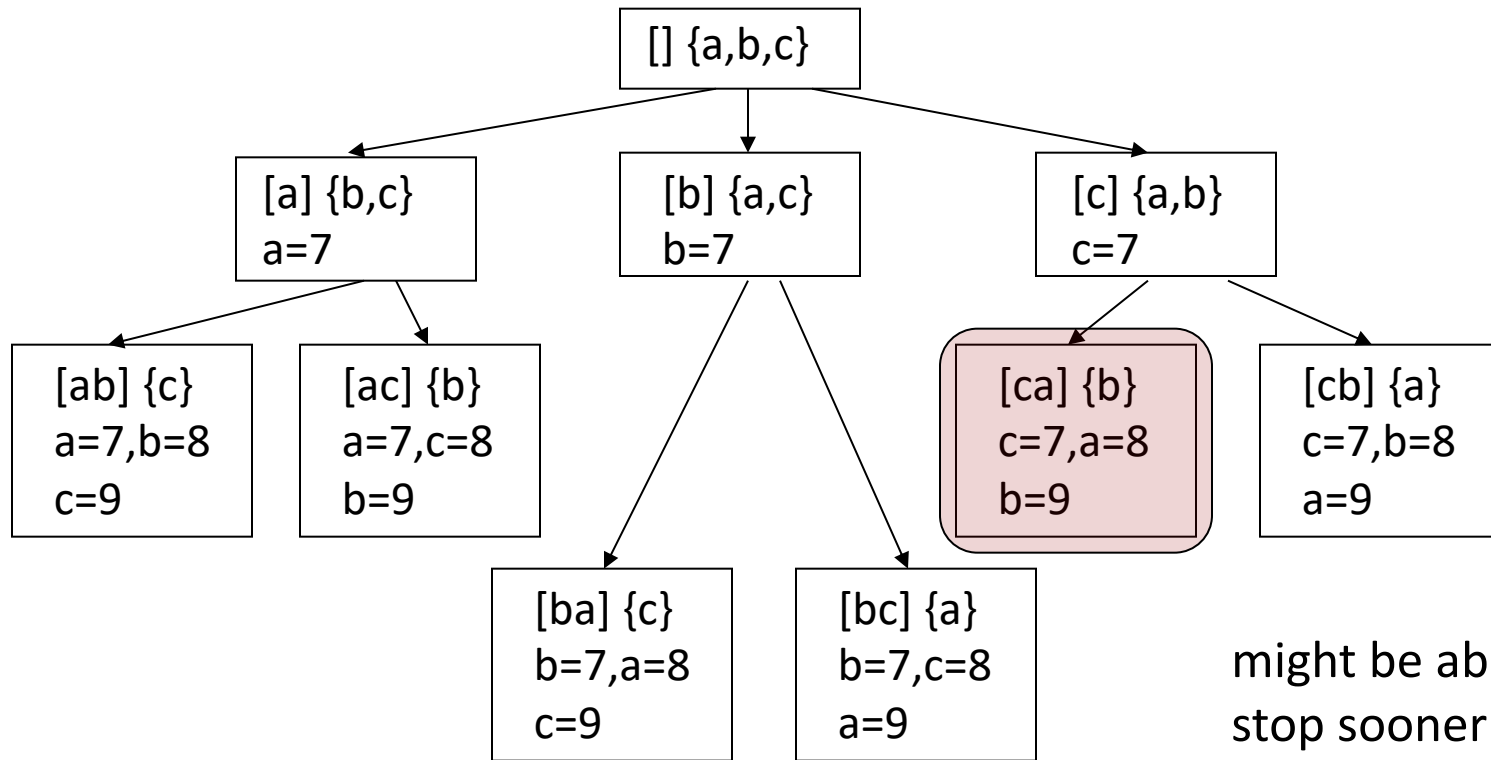 [] {a,b,c}
[a] {b,c}
a=7
[b] {a,c}
b=7
[c] {a,b}
c=7
[ab] {c}
a=7,b=8
c=9
[ac] {b}
a=7,c=8
b=9
[ca] {b}
c=7,a=8
b=9
[cb] {a}
c=7,b=8
a=9
[ba] {c}
b=7,a=8
c=9
[bc] {a}
b=7,c=8
a=9
might be ab
stop sooner